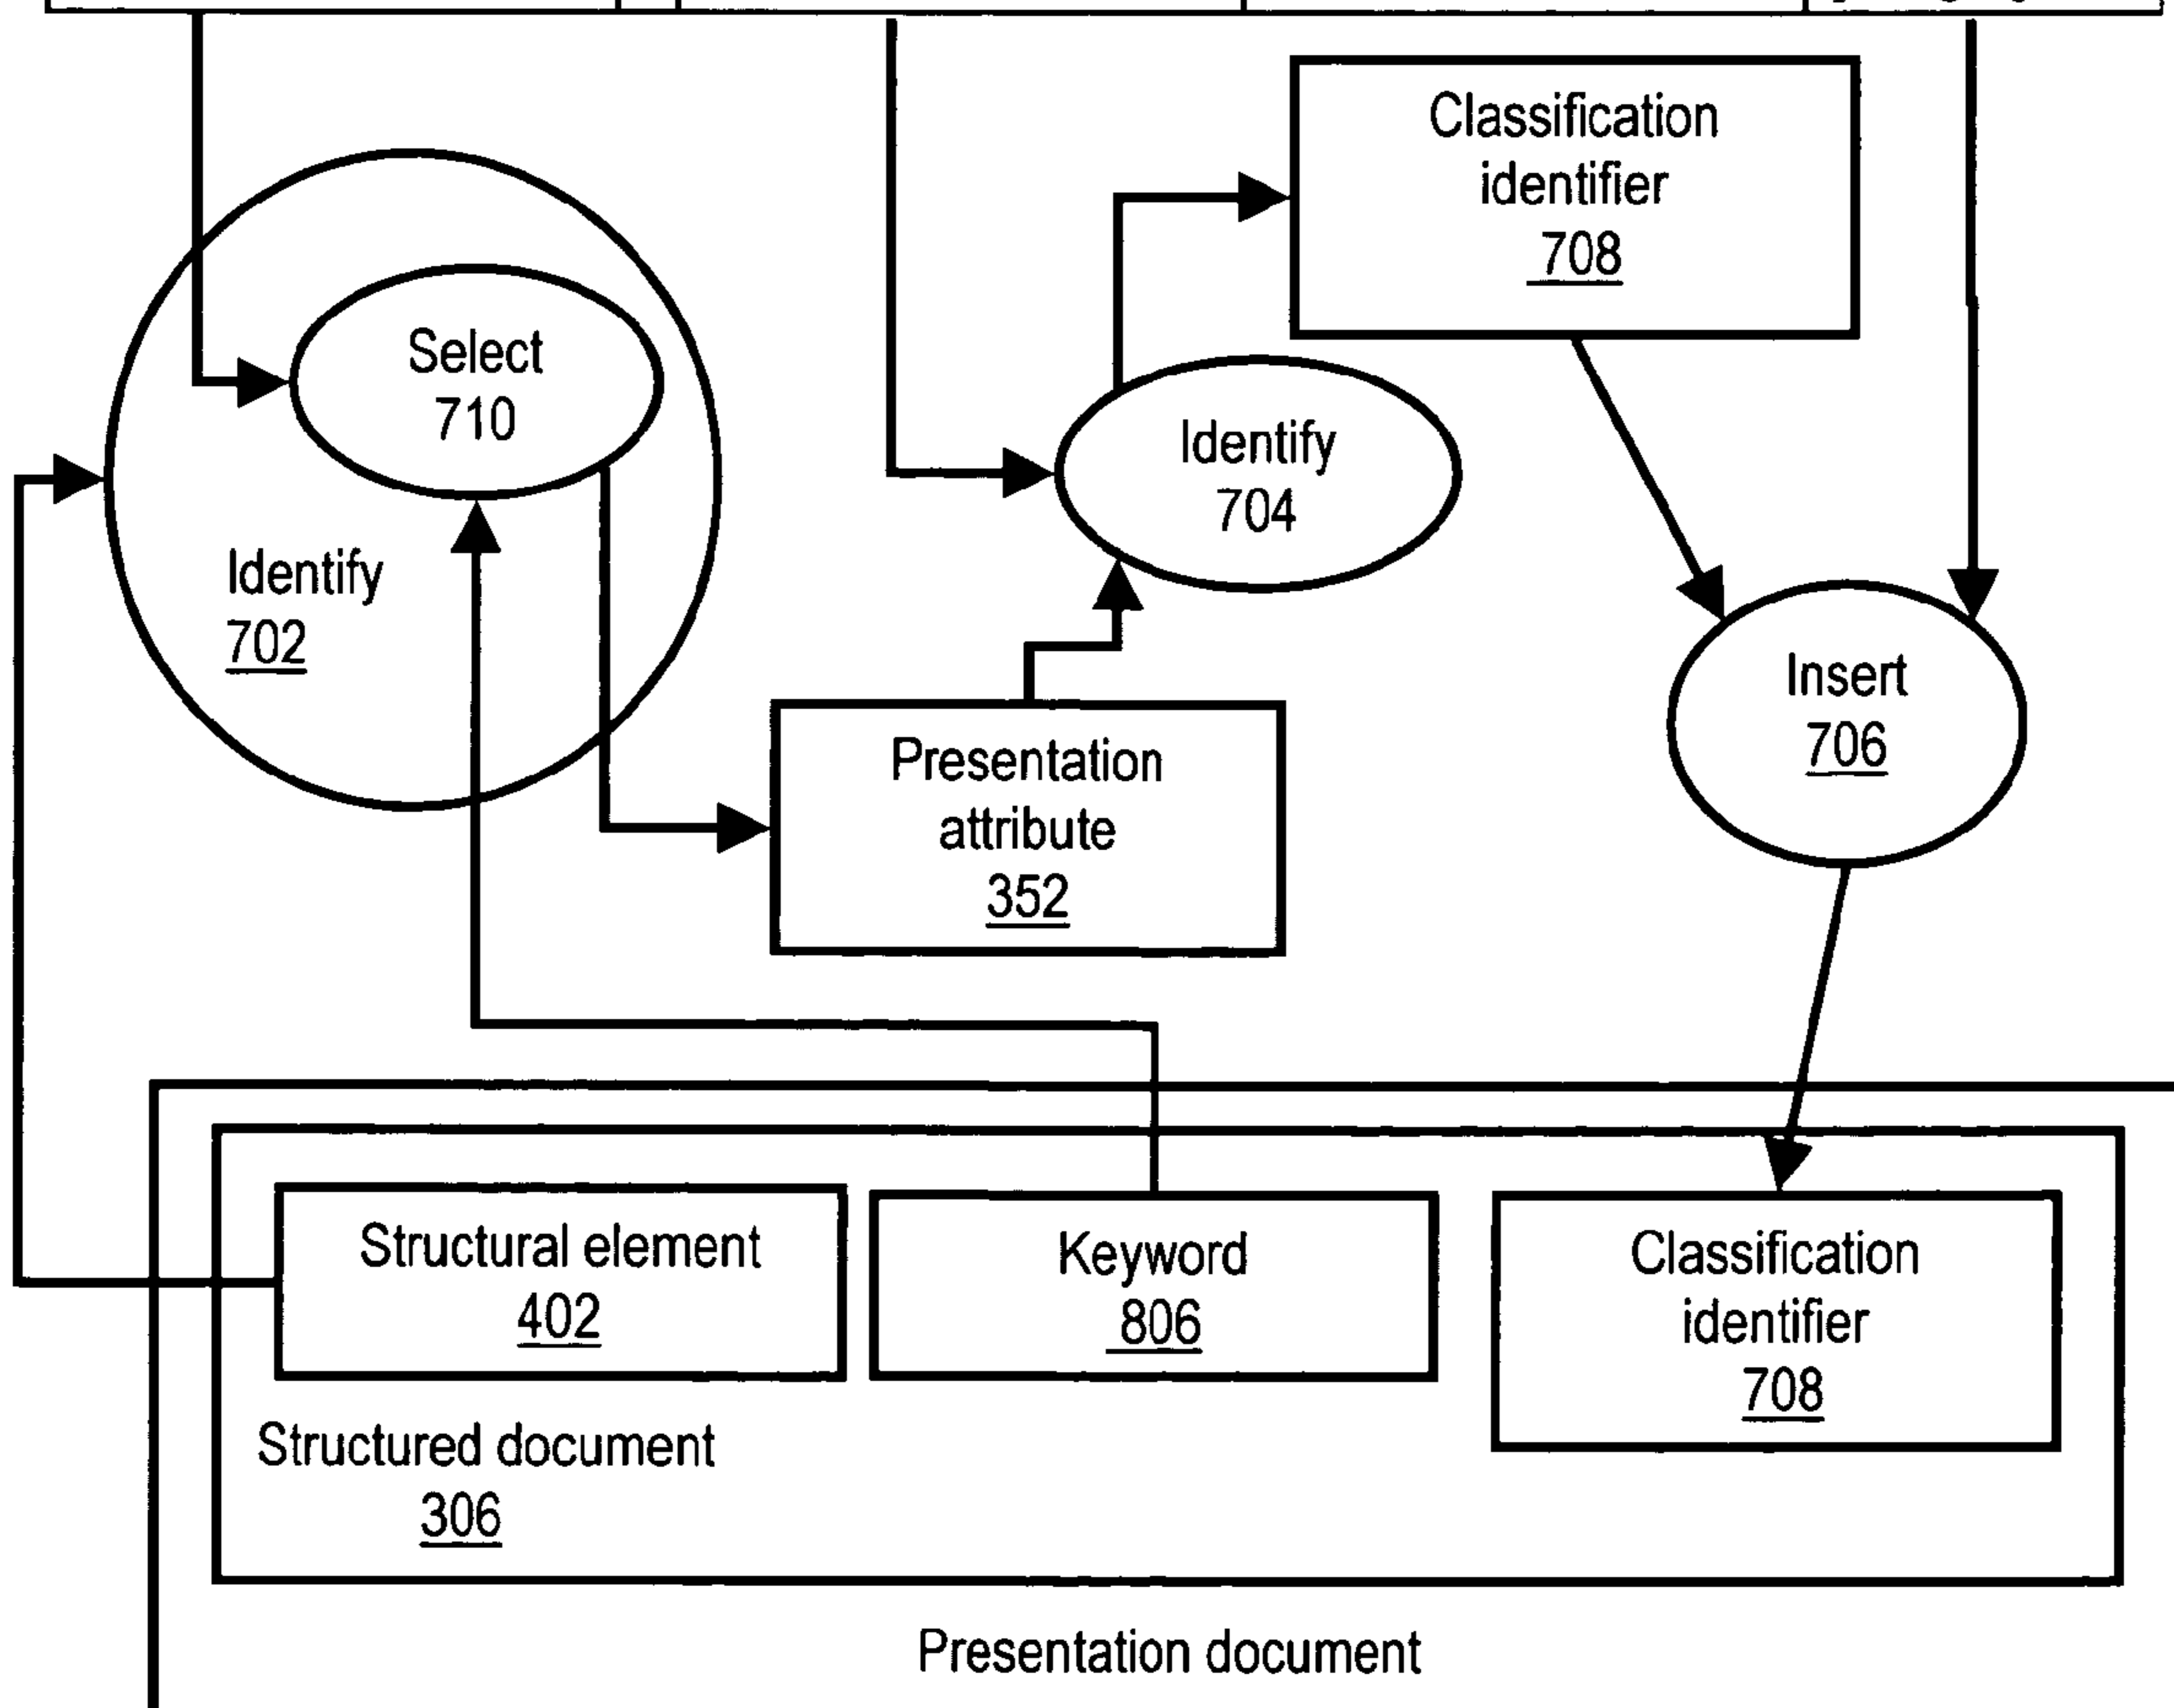 Classification
identifier
708
Select
710
Identify
704
Identify
702
Insert
706
Presentation
attribute
352
Structural element
402
Keyword
806
Classification
identifier
708
Structured document
306
Presentation document